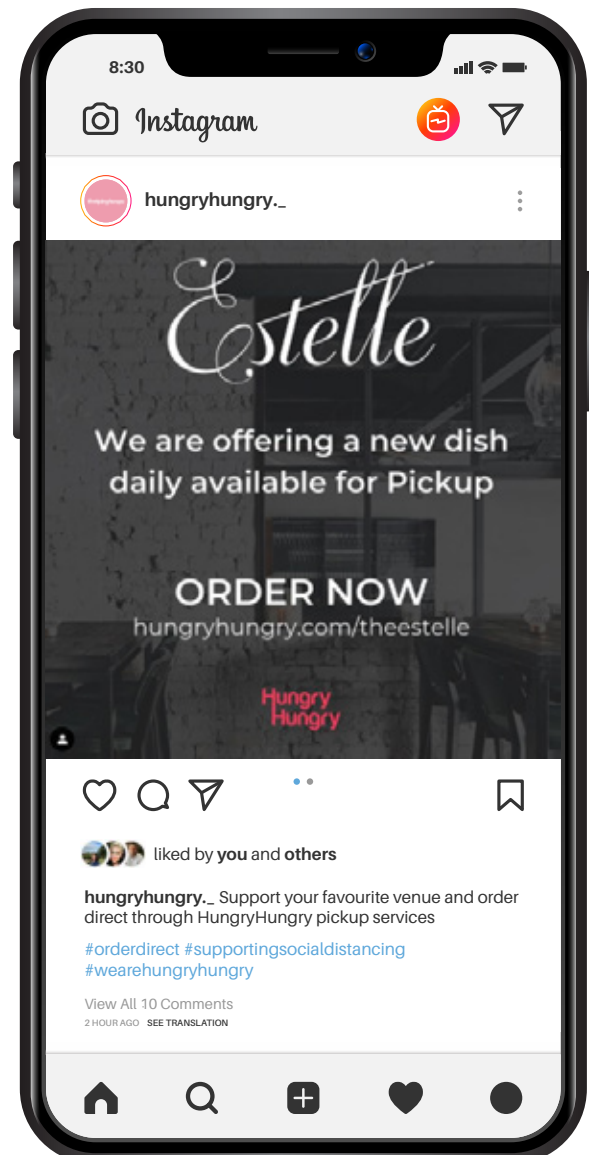 8:30
Instagram
hungryhungry._
Estelle
We are offering a new dish
daily available for Pickup
ORDER NOW
hungryhungry.com/theestelle
Hungry
Hungry
liked by you and others
hungryhungry._ Support your favourite venue and order
direct through HungryHungry pickup services
#orderdirect #supportingsocialdistancing
#wearehungryhungry
View All 10 Comments
2 HOUR AGO SEE TRANSLATION